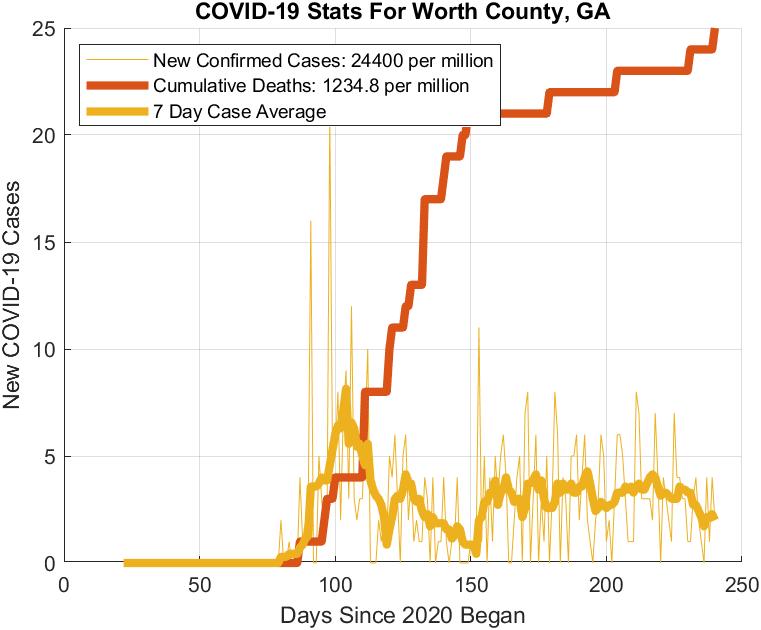 COVID-19 Stats For Worth County, GA
New Confirmed Cases: 24400 per million
Cumulative Deaths: 1234.8 per million
7 Day Case Average
New COVID-19 Cases
25
20
15
10
5
0
0 50 100 150 200 250
Days Since 2020 Began